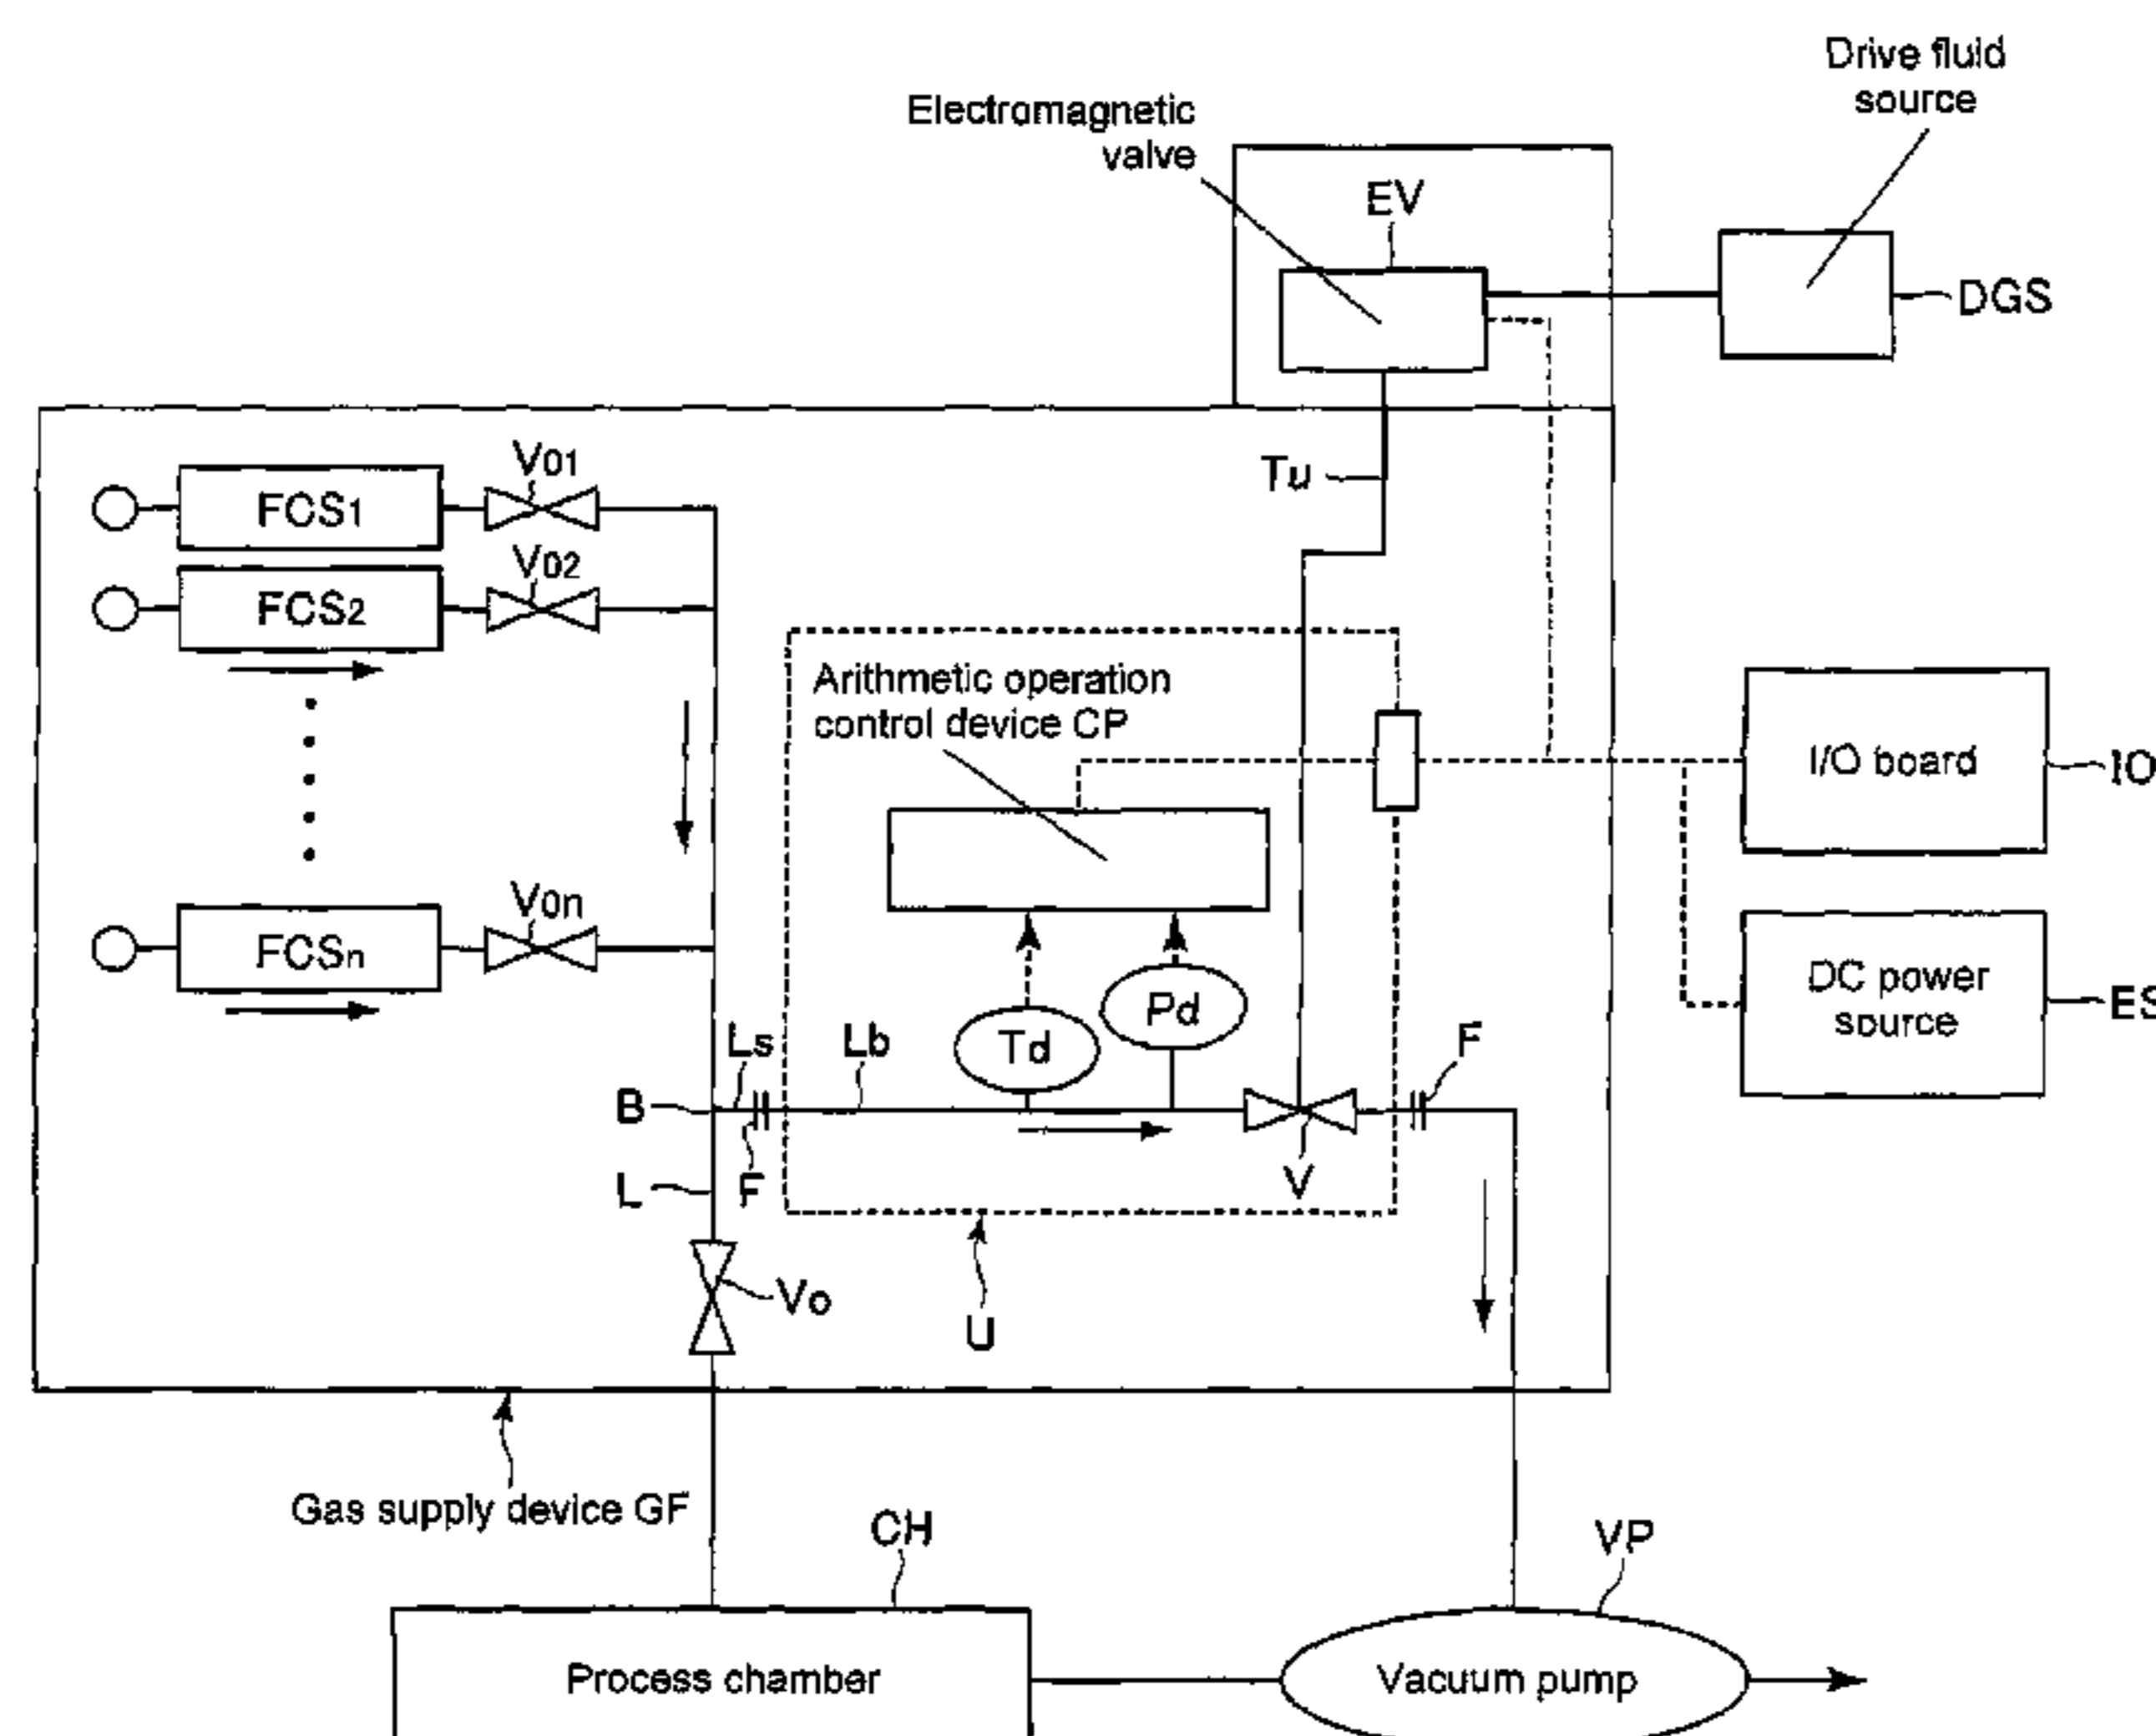 Drive fluid
source
Electromagnetic
valve
EV
DGS
V01
FCS1
Tu
V02
FCS2
Arithmetic operation
control device CP
I/O board
IO
V0n
FCSn
DC power
source
ES
Pd
Td
Ls
Lb
F
B
L
F
V
Vo
U
Gas supply device GF
CH
VP
Process chamber
Vacuum pump